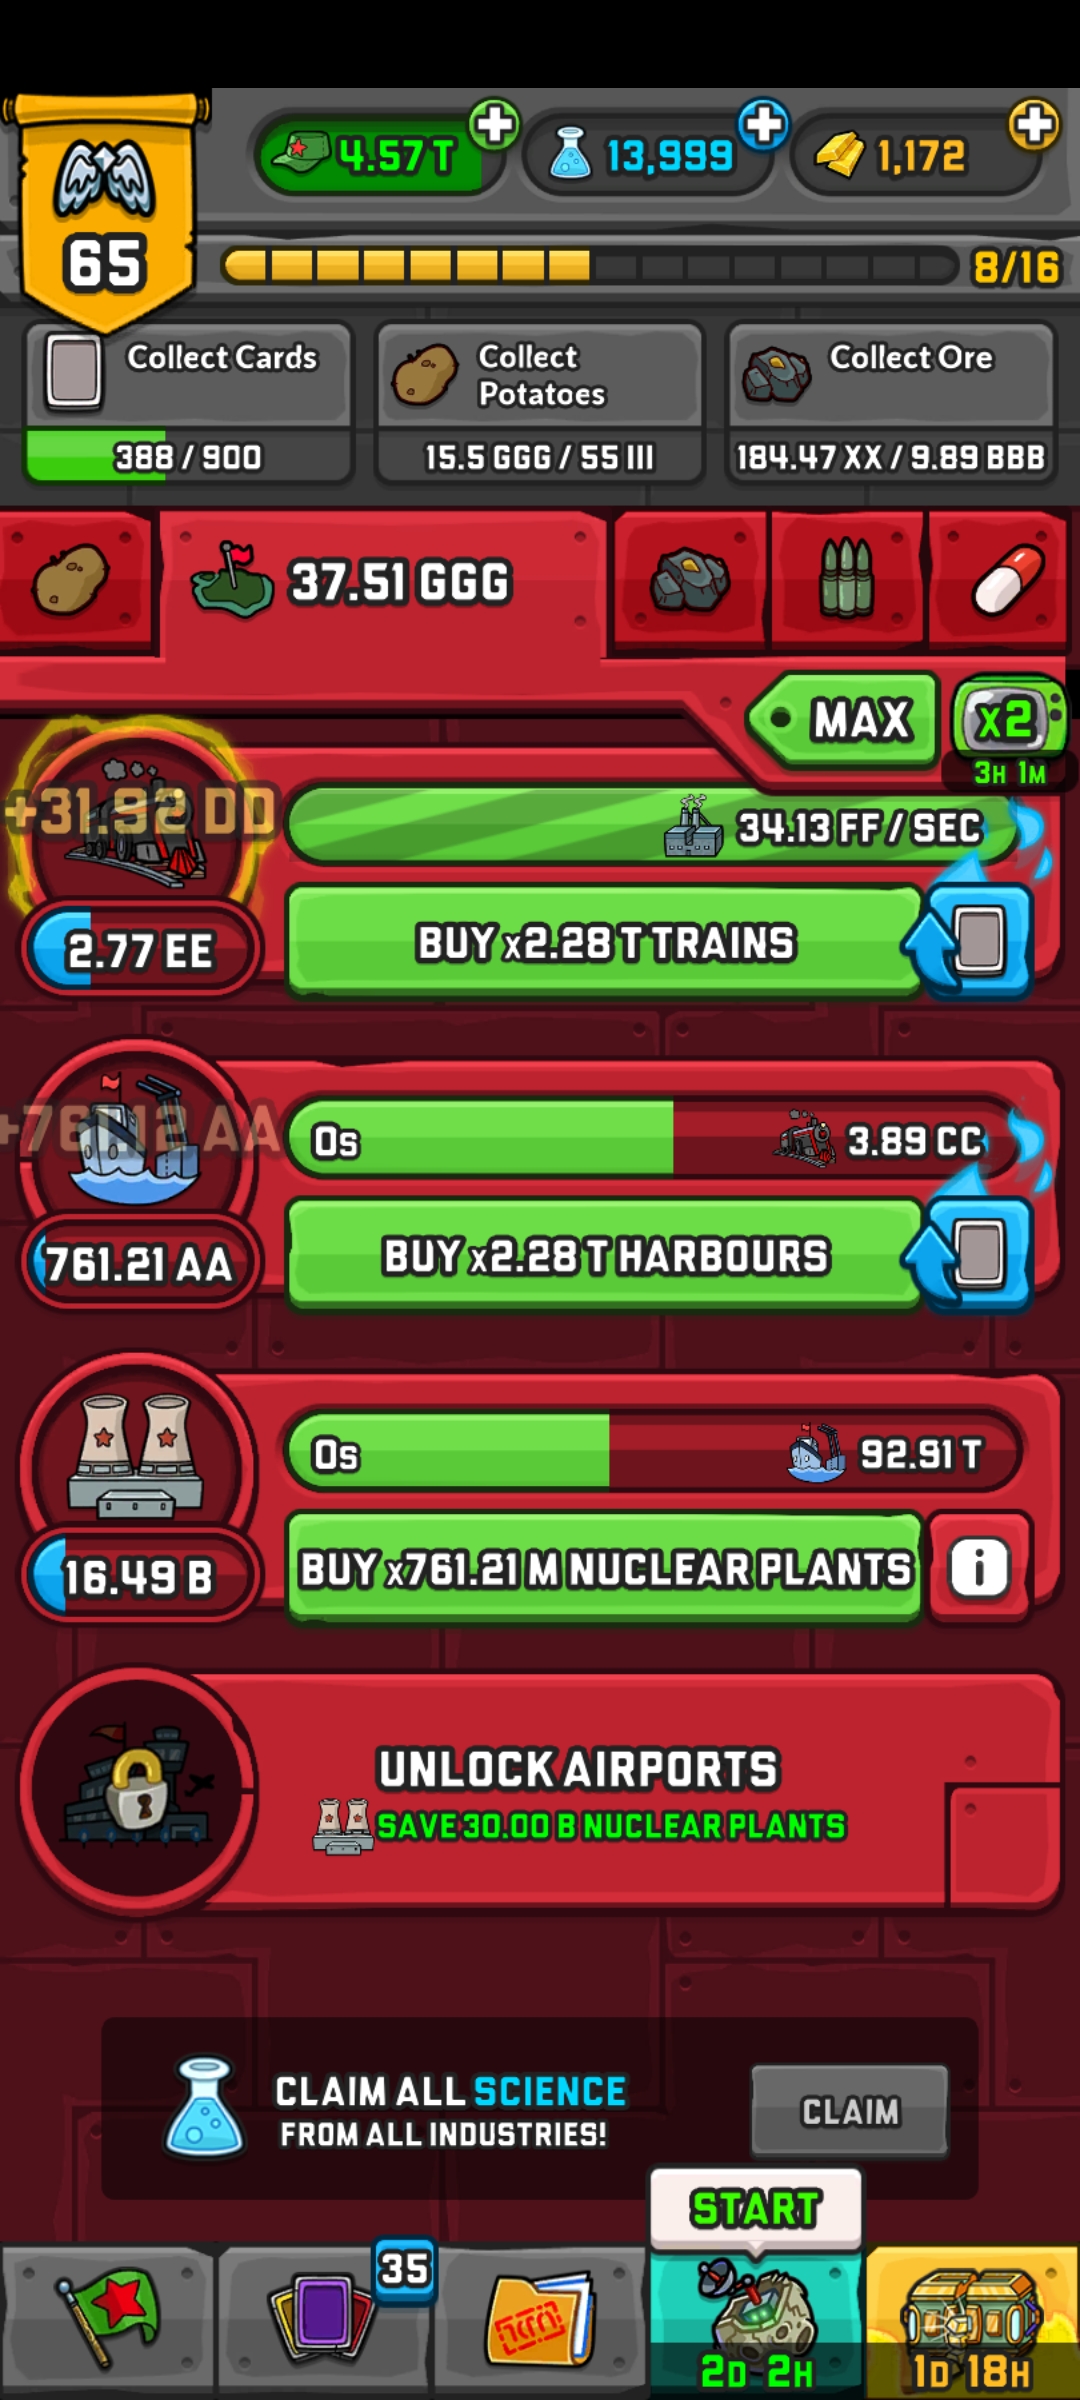 4.57 T
13,999
1,172
65
8/16
Collect Cards
388 / 900
Collect
Potatoes
15.5 GGG / 55 III
Collect Ore
184.47 XX / 9.89 BBB
37.51 GGG
MAX
x2
3H 1M
+31.92 DD
34.13 FF / SEC
2.77 EE
BUY x2.28 T TRAINS
+761.12 AA
0s
3.89 CC
761.21 AA
BUY x2.28 T HARBOURS
0s
92.91 T
16.49 B
BUY x761.21 M NUCLEAR PLANTS
i
UNLOCK AIRPORTS
SAVE 30.00 B NUCLEAR PLANTS
CLAIM ALL SCIENCE
FROM ALL INDUSTRIES!
CLAIM
START
35
2D 2H
1D 18H